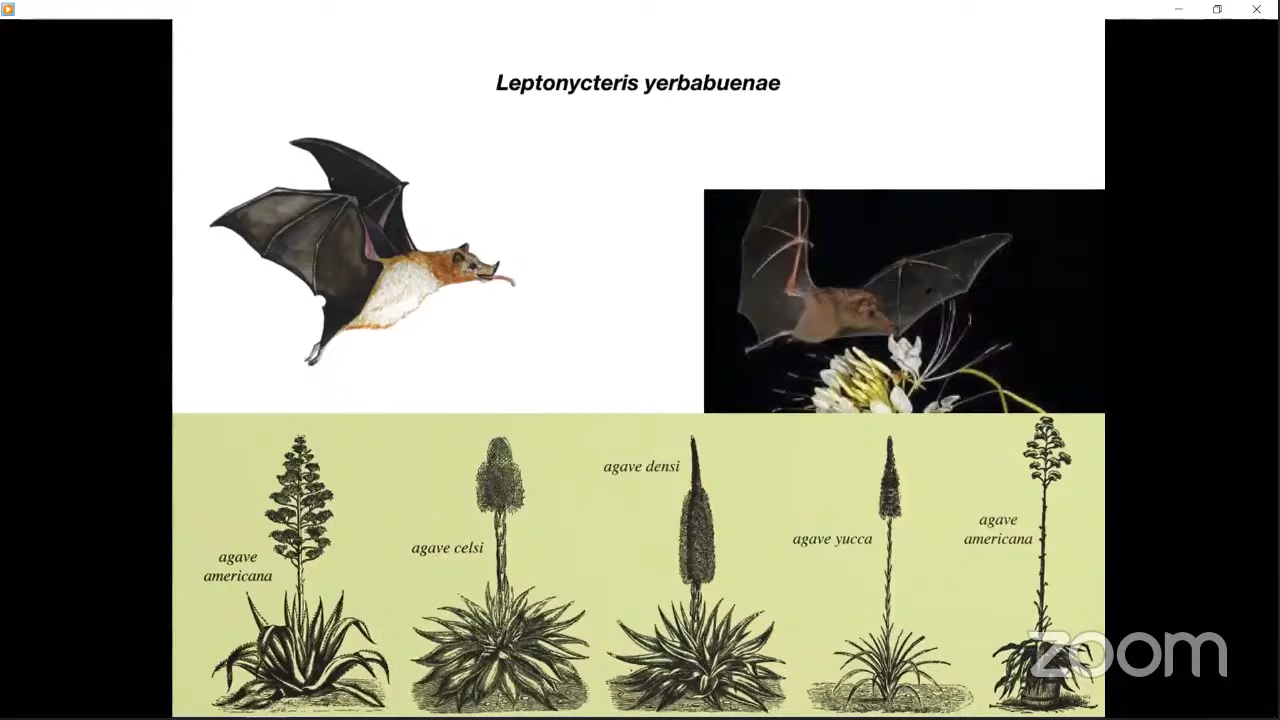 Leptonycteris yerbabuenae
agave densi
agave
americana
agave celsi
agave yucca
agave
americana
zoom